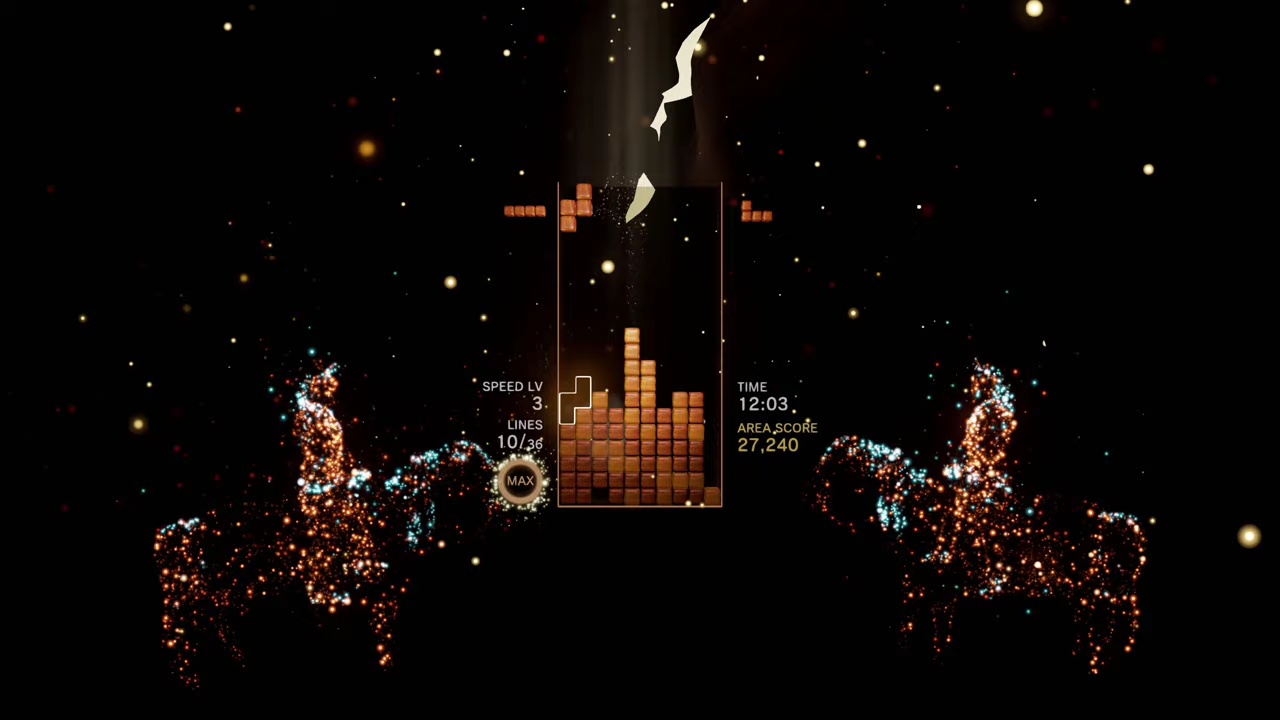 SPEED LV
3
LINES
10/36
MAX
TIME
12:03
AREA SCORE
27,240